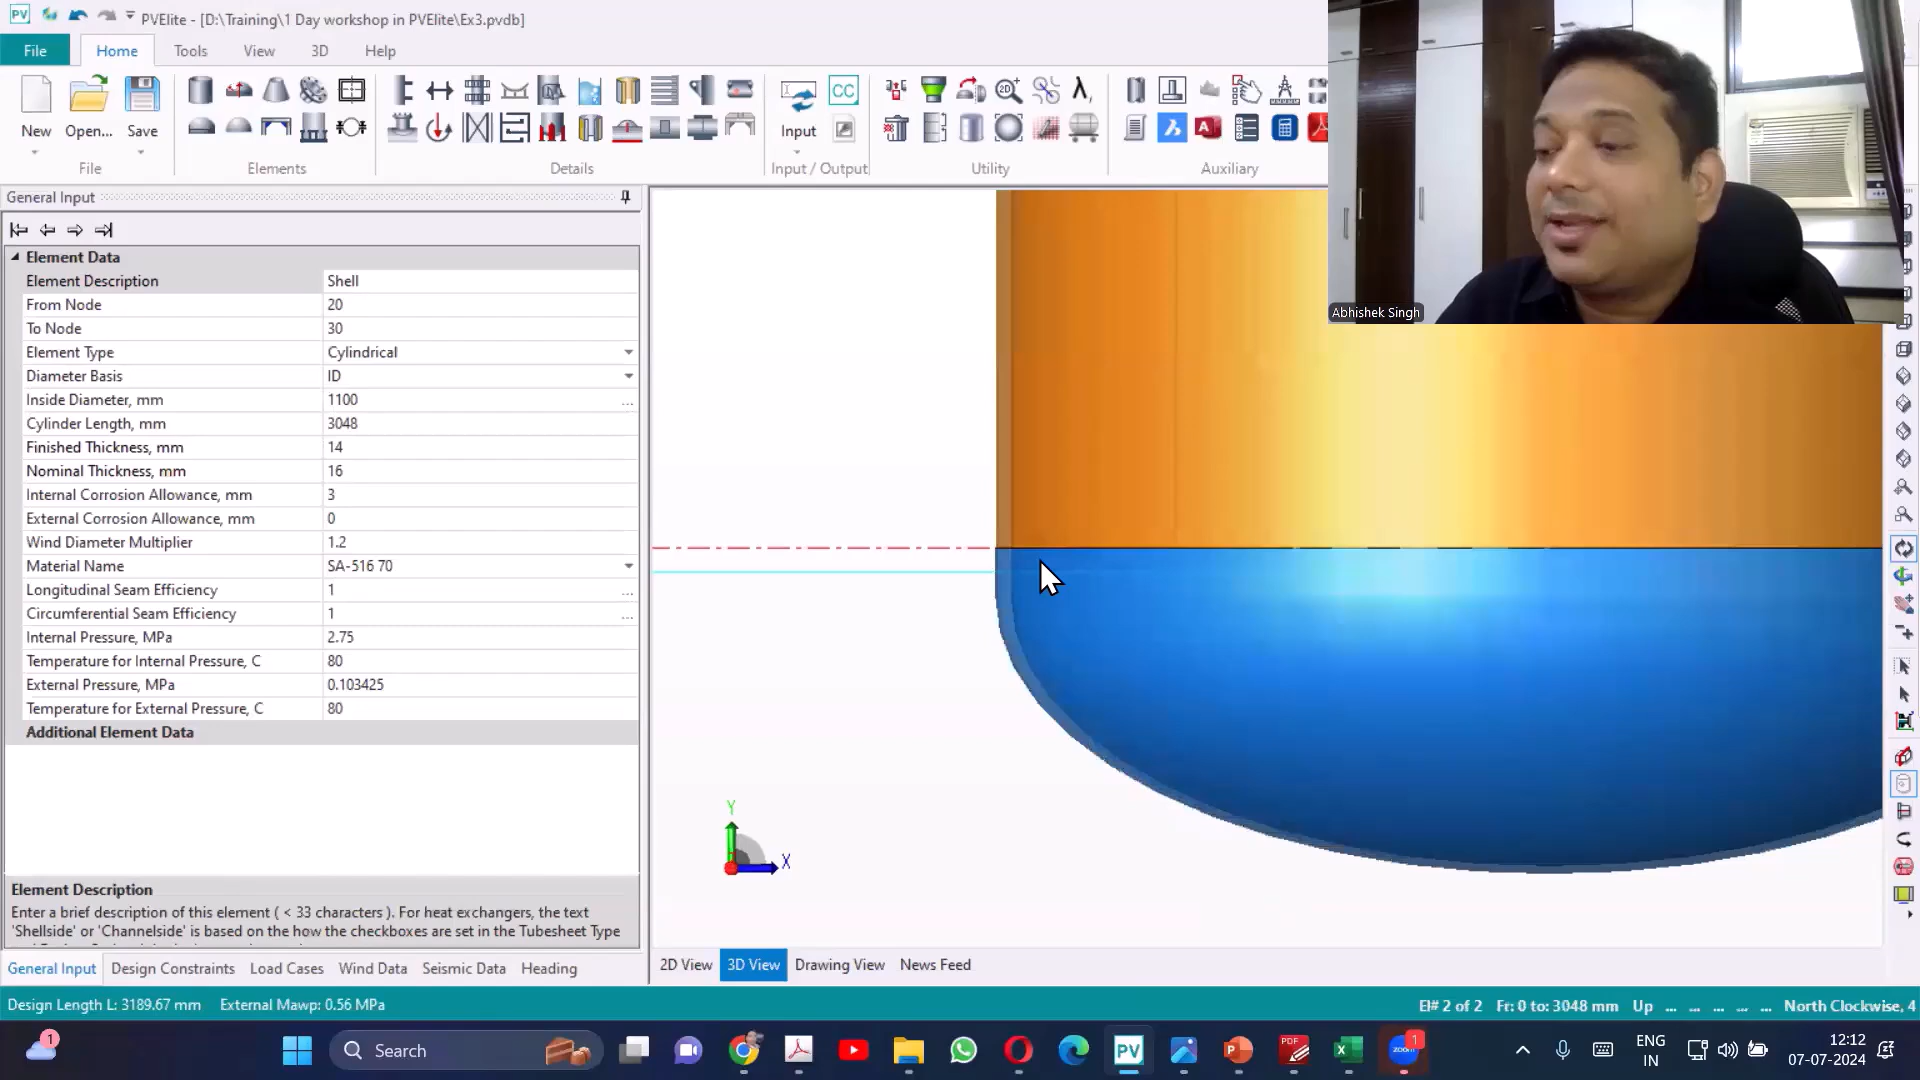 PVElite - [D:\Training\1 Day workshop in PVElite\Ex3.pvdb]
File Home Tools View 3D Help
New Open... Save Input
File Elements Details Input / Output Utility Auxiliary
General Input
Element Data
Element Description Shell
From Node 20
To Node 30
Element Type Cylindrical
Diameter Basis ID
Inside Diameter, mm 1100 ...
Cylinder Length, mm 3048
Finished Thickness, mm 14
Nominal Thickness, mm 16
Internal Corrosion Allowance, mm 3
External Corrosion Allowance, mm 0
Wind Diameter Multiplier 1.2
Material Name SA-516 70
Longitudinal Seam Efficiency 1 ...
Circumferential Seam Efficiency 1 ...
Internal Pressure, MPa 2.75
Temperature for Internal Pressure, C 80
External Pressure, MPa 0.103425
Temperature for External Pressure, C 80
Additional Element Data
Abhishek Singh
Y
X
Element Description
Enter a brief description of this element ( < 33 characters ). For heat exchangers, the text
'Shellside' or 'Channelside' is based on the how the checkboxes are set in the Tubesheet Type
General Input Design Constraints Load Cases Wind Data Seismic Data Heading
2D View 3D View Drawing View News Feed
Design Length L: 3189.67 mm External Mawp: 0.56 MPa El# 2 of 2 Fr: 0 to: 3048 mm Up ... ... ... ... ... North Clockwise, 4
1 Search PV PDF zoom 1 ENG IN 12:12
07-07-2024